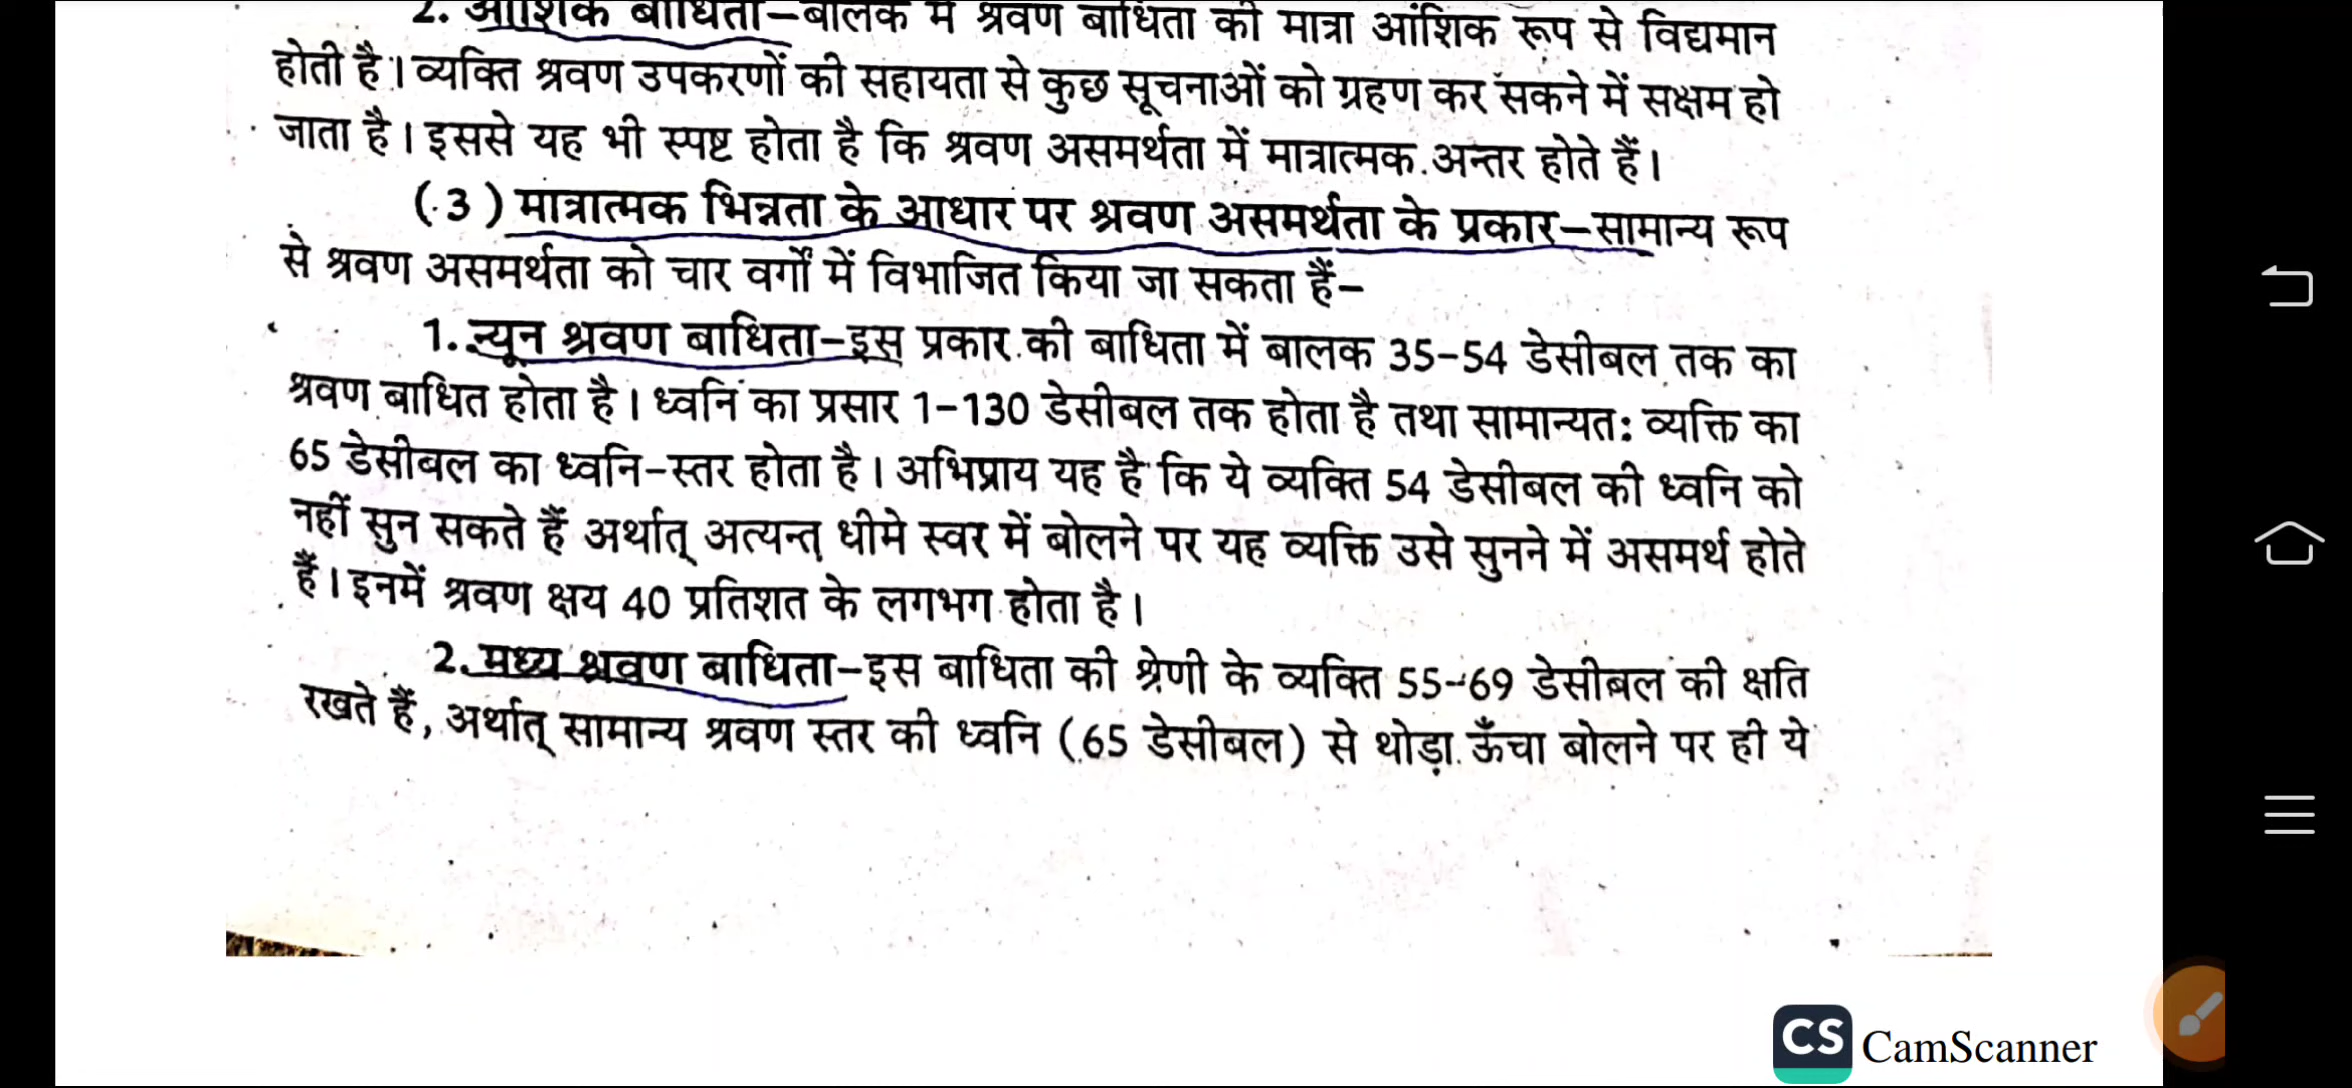 2. आंशिक बाधिता–बालक में श्रवण बाधिता की मात्रा आंशिक रूप से विद्यमान
होती है। व्यक्ति श्रवण उपकरणों की सहायता से कुछ सूचनाओं को ग्रहण कर सकने में सक्षम हो
जाता है। इससे यह भी स्पष्ट होता है कि श्रवण असमर्थता में मात्रात्मक अन्तर होते हैं।
(3) मात्रात्मक भिन्नता के आधार पर श्रवण असमर्थता के प्रकार–सामान्य रूप
से श्रवण असमर्थता को चार वर्गों में विभाजित किया जा सकता हैं–
1. न्यून श्रवण बाधिता–इस प्रकार की बाधिता में बालक 35-54 डेसीबल तक का
श्रवण बाधित होता है। ध्वनि का प्रसार 1-130 डेसीबल तक होता है तथा सामान्यतः व्यक्ति का
65 डेसीबल का ध्वनि-स्तर होता है। अभिप्राय यह है कि ये व्यक्ति 54 डेसीबल की ध्वनि को
नहीं सुन सकते हैं अर्थात् अत्यन्त धीमे स्वर में बोलने पर यह व्यक्ति उसे सुनने में असमर्थ होते
हैं। इनमें श्रवण क्षय 40 प्रतिशत के लगभग होता है।
2. मध्य श्रवण बाधिता–इस बाधिता की श्रेणी के व्यक्ति 55-69 डेसीबल की क्षति
रखते हैं, अर्थात् सामान्य श्रवण स्तर की ध्वनि (65 डेसीबल) से थोड़ा ऊँचा बोलने पर ही ये
CS CamScanner